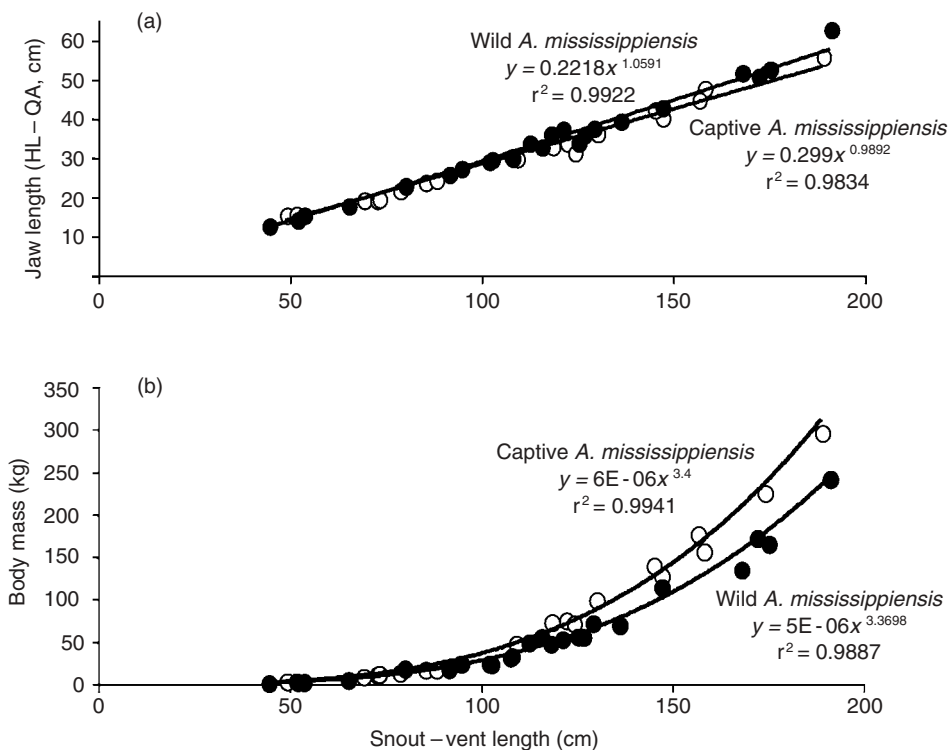 (a)
Jaw length (HL – QA, cm)
60
50
40
30
20
10
Wild A. mississippiensis
y = 0.2218x^1.0591
r² = 0.9922
Captive A. mississippiensis
y = 0.299x^0.9892
r² = 0.9834
0
50
100
150
200
(b)
Body mass (kg)
350
300
250
200
150
100
50
0
Captive A. mississippiensis
y = 6E - 06x^3.4
r² = 0.9941
Wild A. mississippiensis
y = 5E - 06x^3.3698
r² = 0.9887
0
50
100
150
200
Snout – vent length (cm)